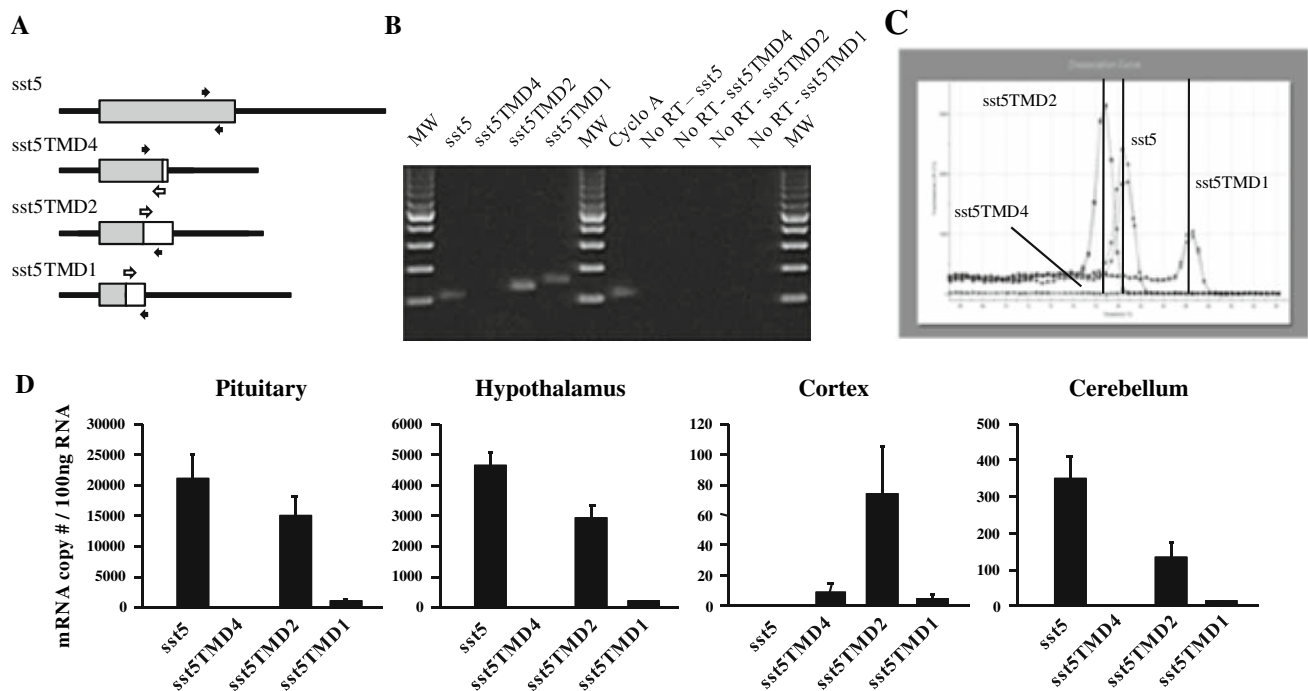 A
sst5
sst5TMD4
sst5TMD2
sst5TMD1
B
MW
sst5
sst5TMD4
sst5TMD2
sst5TMD1
MW
Cyclo A
No RT – sst5
No RT - sst5TMD4
No RT - sst5TMD2
No RT - sst5TMD1
MW
C
Dissociation Curve
sst5TMD2
sst5
sst5TMD1
sst5TMD4
D
mRNA copy # / 100ng RNA
Pituitary
30000
25000
20000
15000
10000
5000
0
sst5
sst5TMD4
sst5TMD2
sst5TMD1
Hypothalamus
6000
5000
4000
3000
2000
1000
0
sst5
sst5TMD4
sst5TMD2
sst5TMD1
Cortex
120
100
80
60
40
20
0
sst5
sst5TMD4
sst5TMD2
sst5TMD1
Cerebellum
500
400
300
200
100
0
sst5
sst5TMD4
sst5TMD2
sst5TMD1